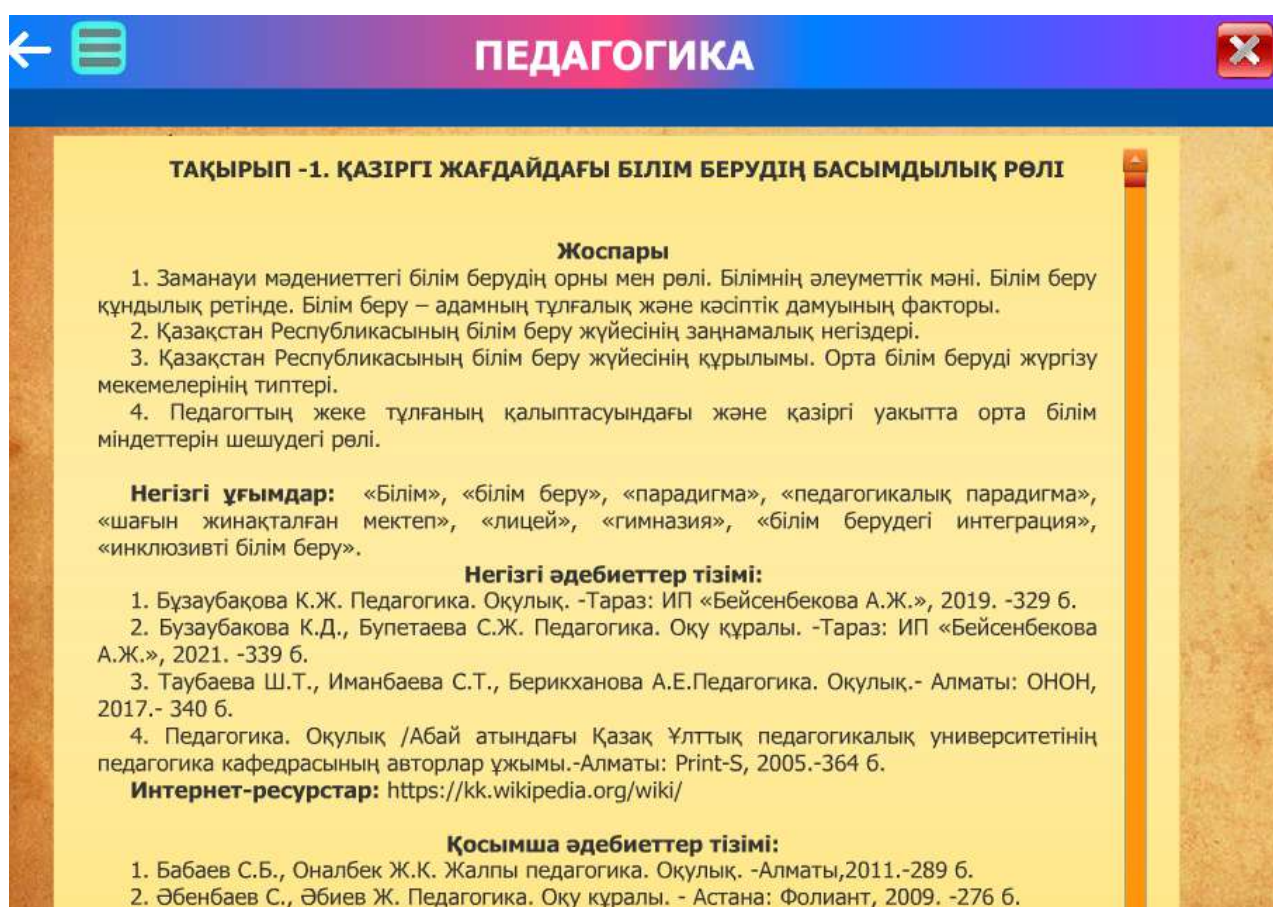 ПЕДАГОГИКА
ТАҚЫРЫП -1. ҚАЗІРГІ ЖАҒДАЙДАҒЫ БІЛІМ БЕРУДІҢ БАСЫМДЫЛЫҚ РӨЛІ
Жоспары
1. Заманауи мәдениеттегі білім берудің орны мен рөлі. Білімнің әлеуметтік мәні. Білім беру
құндылық ретінде. Білім беру – адамның тұлғалық және кәсіптік дамуының факторы.
2. Қазақстан Республикасының білім беру жүйесінің заңнамалық негіздері.
3. Қазақстан Республикасының білім беру жүйесінің құрылымы. Орта білім беруді жүргізу
мекемелерінің типтері.
4. Педагогтың жеке тұлғаның қалыптасуындағы және қазіргі уакытта орта білім
міндеттерін шешудегі рөлі.
Негізгі ұғымдар: «Білім», «білім беру», «парадигма», «педагогикалық парадигма»,
«шағын жинақталған мектеп», «лицей», «гимназия», «білім берудегі интеграция»,
«инклюзивті білім беру».
Негізгі әдебиеттер тізімі:
1. Бұзаубақова К.Ж. Педагогика. Оқулық. -Тараз: ИП «Бейсенбекова А.Ж.», 2019. -329 б.
2. Бузаубакова К.Д., Бупетаева С.Ж. Педагогика. Оқу құралы. -Тараз: ИП «Бейсенбекова
А.Ж.», 2021. -339 б.
3. Таубаева Ш.Т., Иманбаева С.Т., Берикханова А.Е.Педагогика. Оқулық.- Алматы: ОНОН,
2017.- 340 б.
4. Педагогика. Оқулық /Абай атындағы Қазақ Ұлттық педагогикалық университетінің
педагогика кафедрасының авторлар ұжымы.-Алматы: Print-S, 2005.-364 б.
Интернет-ресурстар: https://kk.wikipedia.org/wiki/
Қосымша әдебиеттер тізімі:
1. Бабаев С.Б., Оналбек Ж.К. Жалпы педагогика. Оқулық. -Алматы,2011.-289 б.
2. Әбенбаев С., Әбиев Ж. Педагогика. Оқу құралы. - Астана: Фолиант, 2009. -276 б.